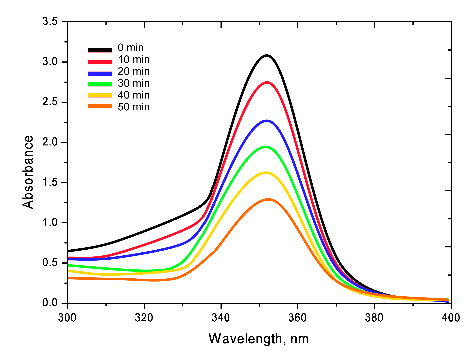 3.5
3.0
2.5
2.0
1.5
1.0
0.5
0.0
Absorbance
0 min
10 min
20 min
30 min
40 min
50 min
300 320 340 360 380 400
Wavelength, nm